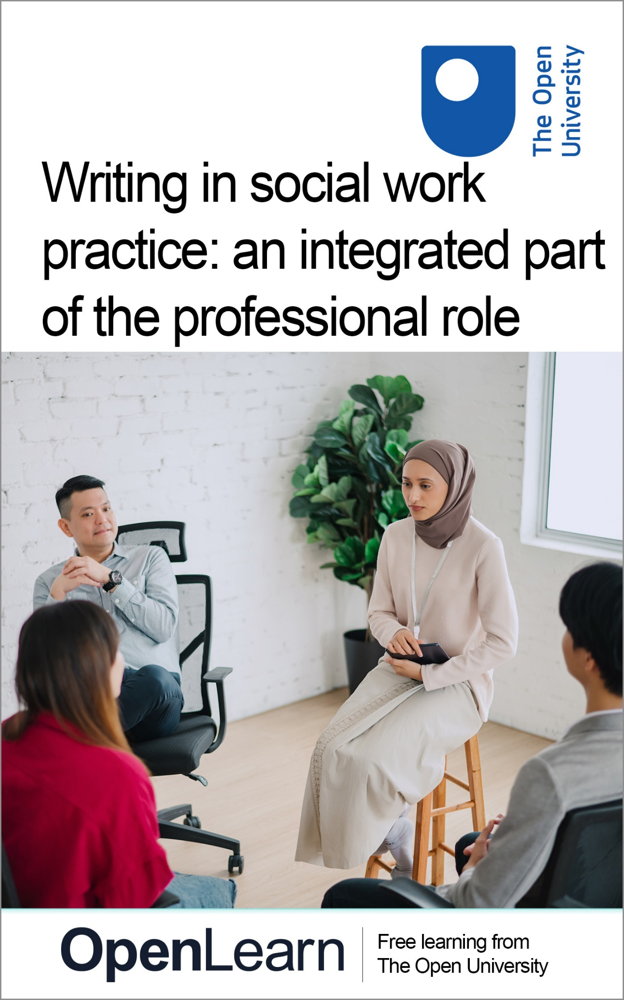 The Open
University
Writing in social work
practice: an integrated part
of the professional role
OpenLearn
Free learning from
The Open University